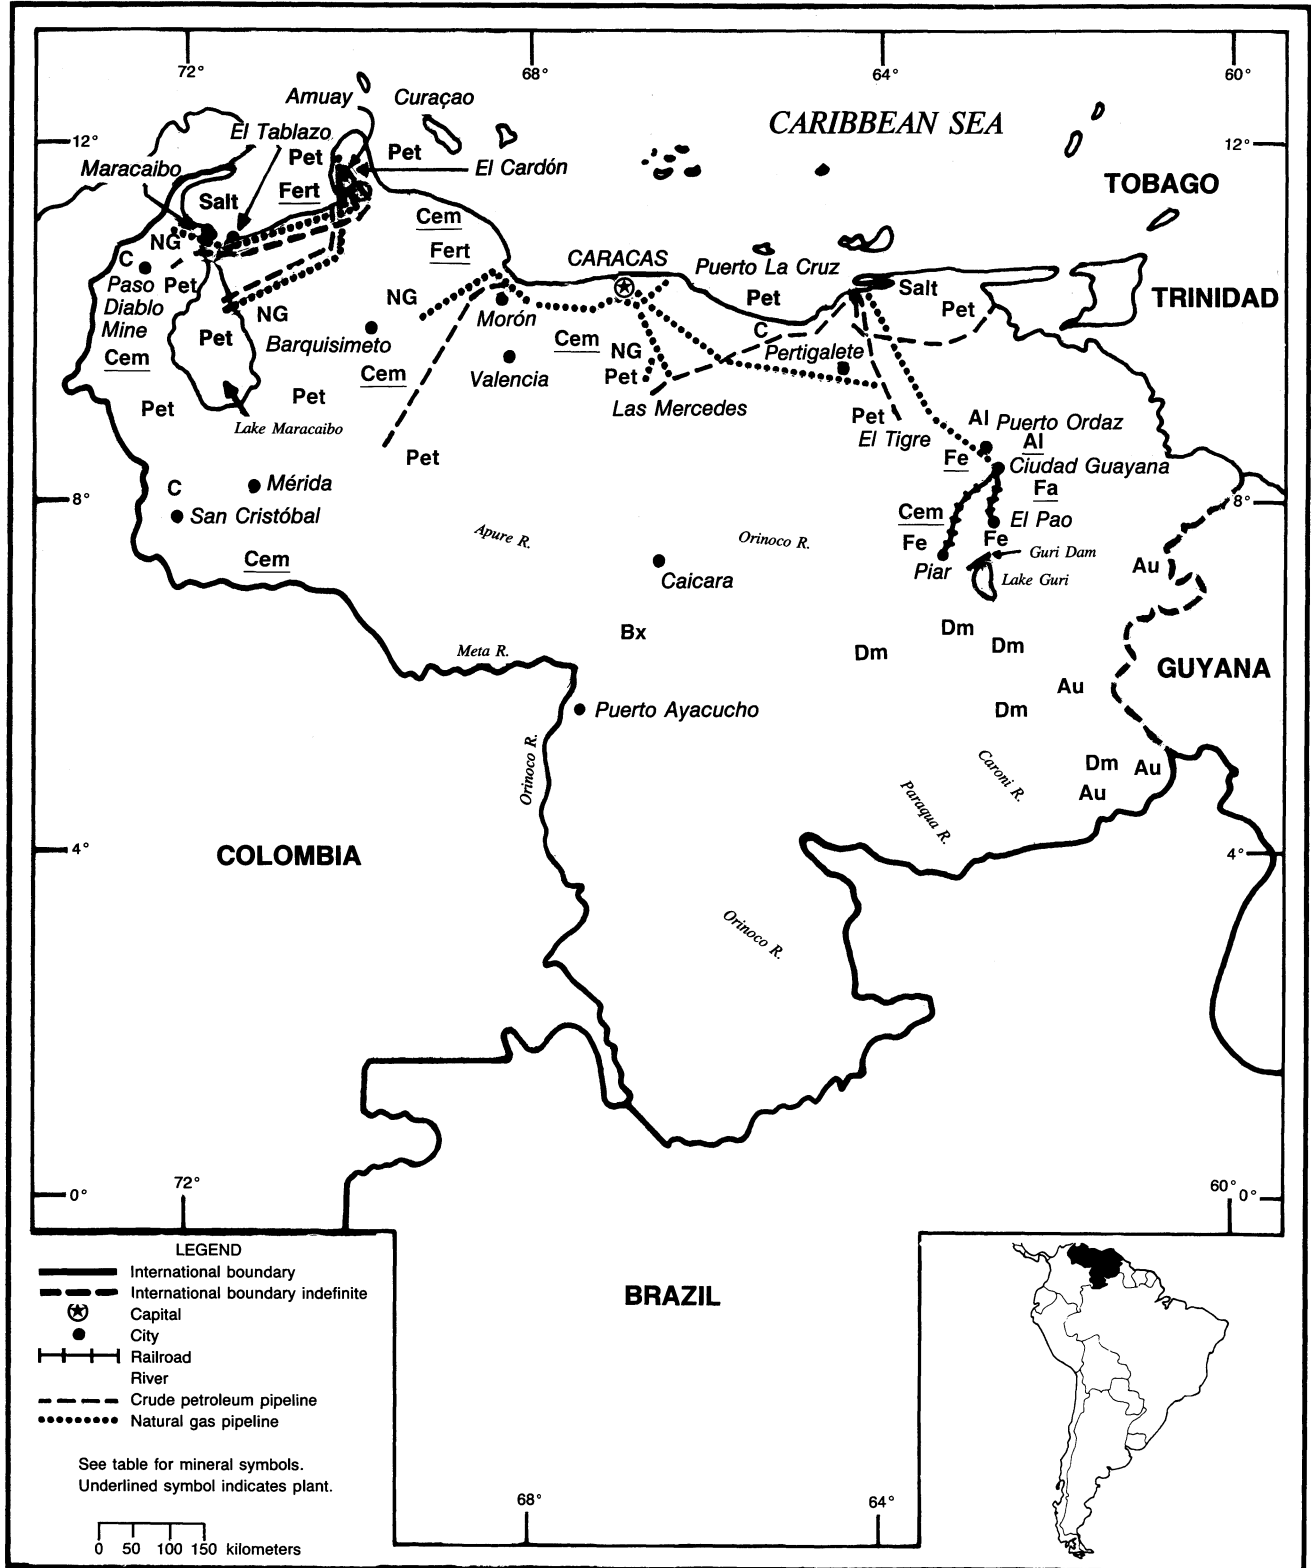 72°
68°
64°
60°
Amuay
Curaçao
CARIBBEAN SEA
El Tablazo
12°
12°
Maracaibo
Pet
Pet
El Cardón
TOBAGO
Salt
Fert
Cem
NG
Fert
CARACAS
Puerto La Cruz
C
Paso
Diablo
Mine
Pet
NG
NG
Pet
Salt
Pet
TRINIDAD
Morón
Cem
Pet
Barquisimeto
Cem
NG
C
Pertigalete
Cem
Valencia
Pet
Pet
Pet
Las Mercedes
Lake Maracaibo
Pet
El Tigre
Al
Puerto Ordaz
Al
Pet
Fe
Ciudad Guayana
C
Mérida
Fa
8°
8°
San Cristóbal
Cem
El Pao
Apure R.
Orinoco R.
Fe
Fe
Guri Dam
Cem
Piar
Lake Guri
Au
Caicara
Bx
Dm
Dm
Dm
Meta R.
GUYANA
Au
Puerto Ayacucho
Dm
Orinoco R.
Caroni R.
Dm
Au
Paraqua R.
Au
COLOMBIA
4°
4°
Orinoco R.
72°
60°
0°
0°
LEGEND
International boundary
International boundary indefinite
Capital
City
Railroad
River
Crude petroleum pipeline
Natural gas pipeline
See table for mineral symbols.
Underlined symbol indicates plant.
0 50 100 150 kilometers
BRAZIL
68°
64°